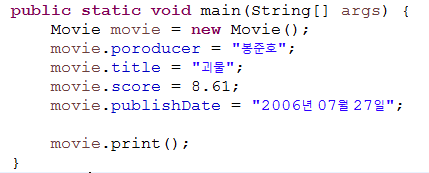 public static void main(String[] args) {
Movie movie = new Movie();
movie.poroducer = "봉준호";
movie.title = "괴물";
movie.score = 8.61;
movie.publishDate = "2006년 07월 27일";
movie.print();
}